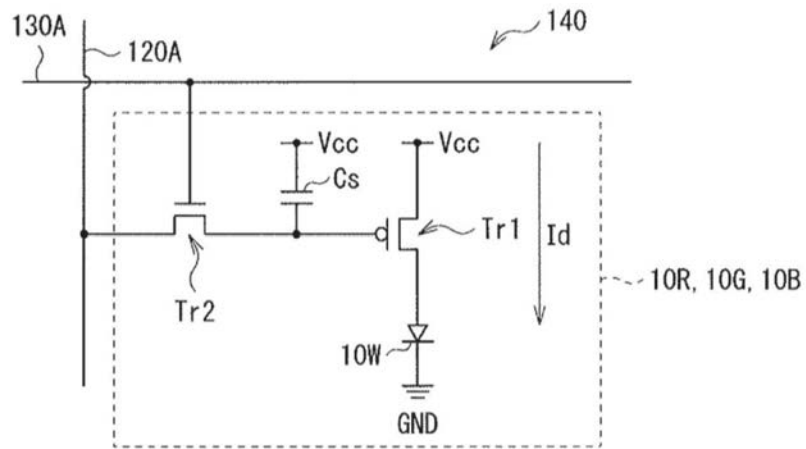 130A
120A
140
Vcc
Vcc
Cs
Tr1
Id
Tr2
10R, 10G, 10B
10W
GND